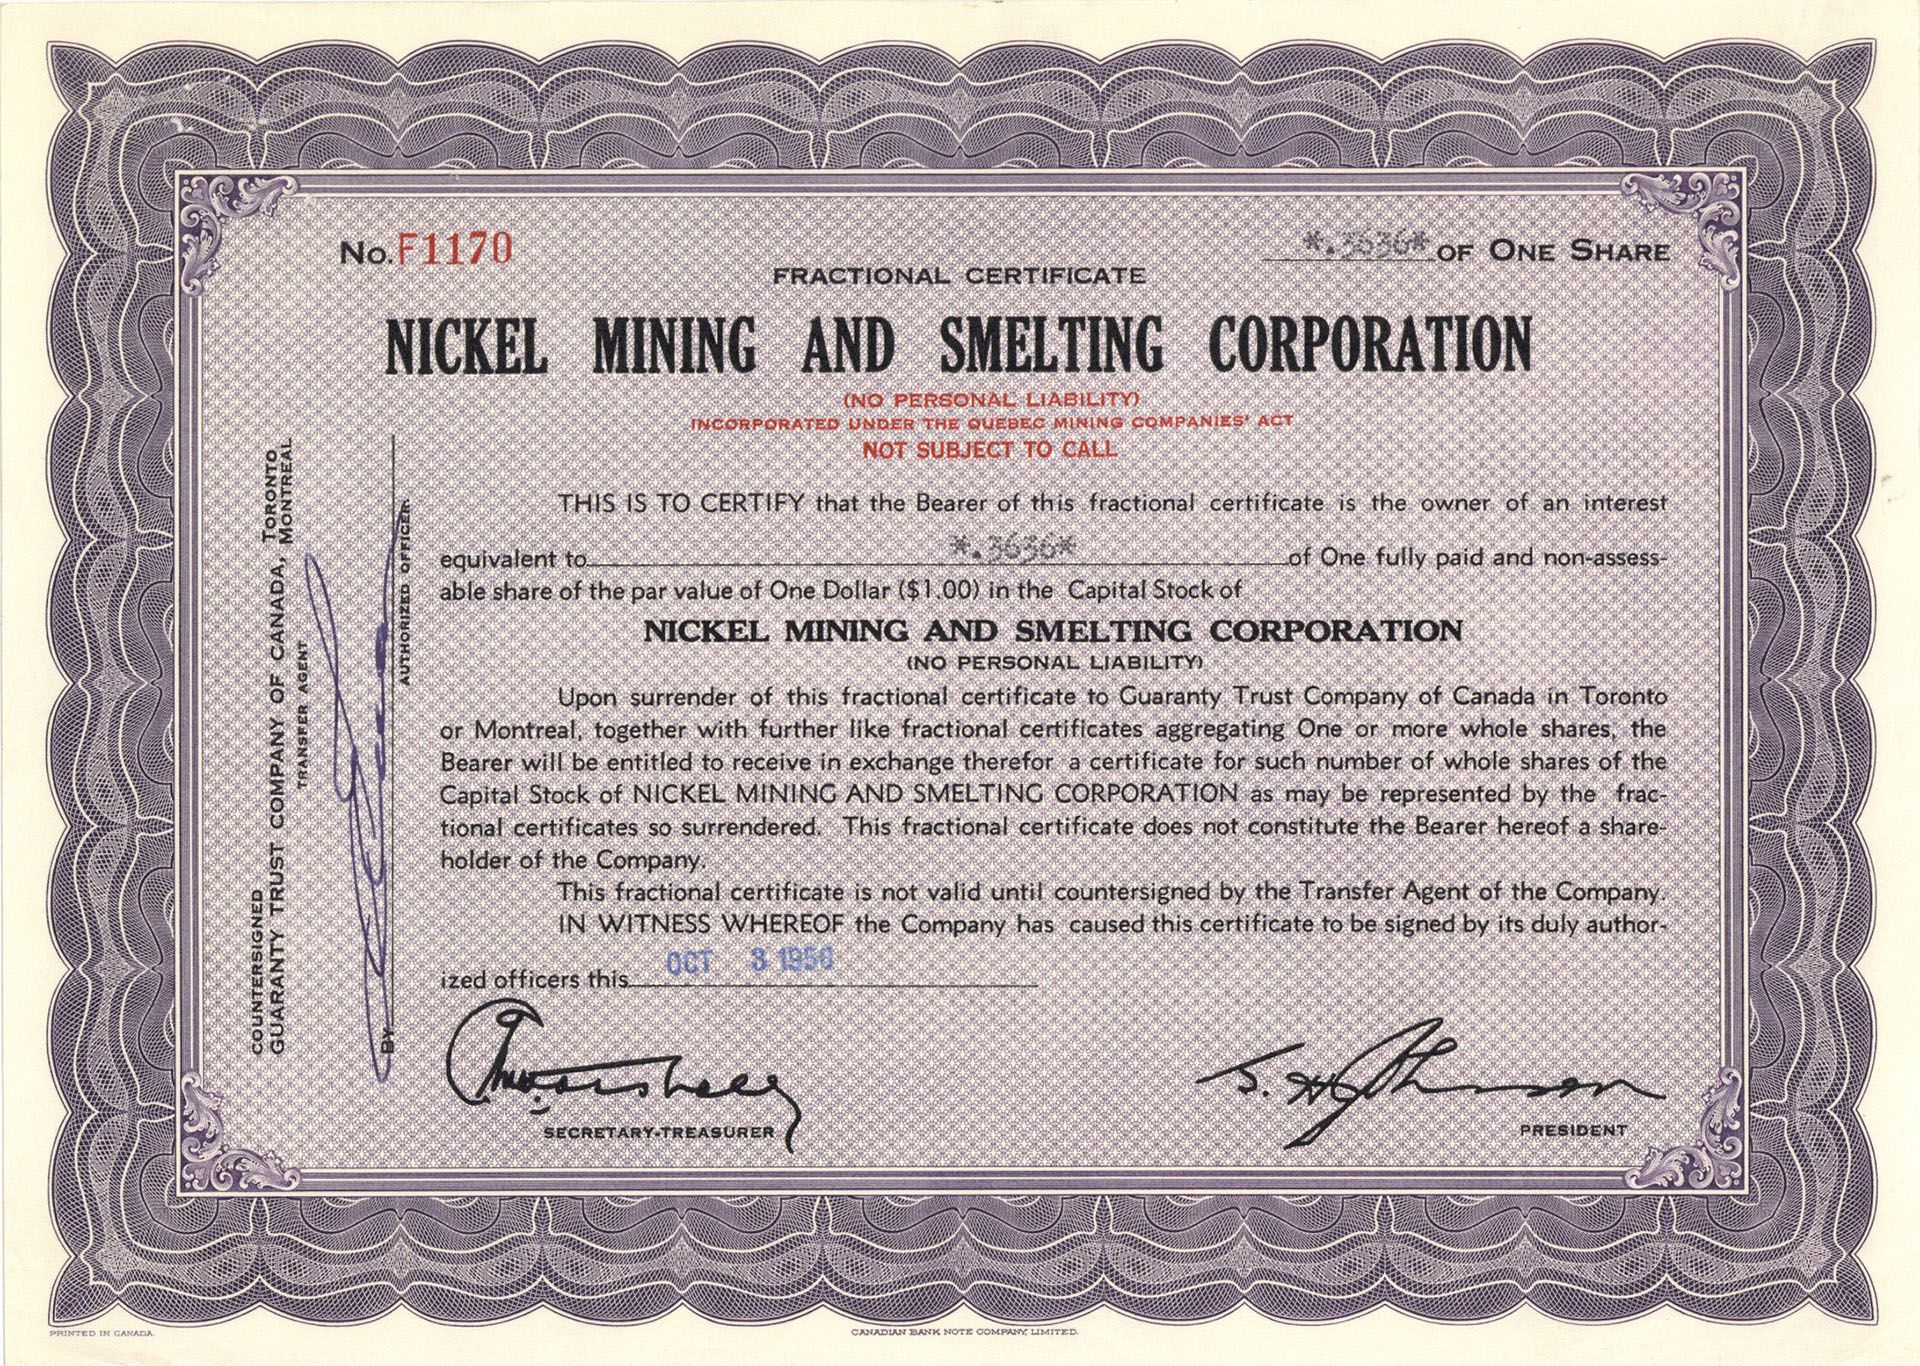 No. F1170
*.3636* OF ONE SHARE
FRACTIONAL CERTIFICATE
NICKEL MINING AND SMELTING CORPORATION
(NO PERSONAL LIABILITY)
INCORPORATED UNDER THE QUEBEC MINING COMPANIES' ACT
NOT SUBJECT TO CALL
THIS IS TO CERTIFY that the Bearer of this fractional certificate is the owner of an interest
equivalent to *.3636* of One fully paid and non-assess-
able share of the par value of One Dollar ($1.00) in the Capital Stock of
NICKEL MINING AND SMELTING CORPORATION
(NO PERSONAL LIABILITY)
Upon surrender of this fractional certificate to Guaranty Trust Company of Canada in Toronto
or Montreal, together with further like fractional certificates aggregating One or more whole shares, the
Bearer will be entitled to receive in exchange therefor a certificate for such number of whole shares of the
Capital Stock of NICKEL MINING AND SMELTING CORPORATION as may be represented by the frac-
tional certificates so surrendered. This fractional certificate does not constitute the Bearer hereof a share-
holder of the Company.
This fractional certificate is not valid until countersigned by the Transfer Agent of the Company.
IN WITNESS WHEREOF the Company has caused this certificate to be signed by its duly author-
ized officers this OCT 3 1956
SECRETARY-TREASURER
PRESIDENT
COUNTERSIGNED
GUARANTY TRUST COMPANY OF CANADA, TORONTO
MONTREAL
TRANSFER AGENT
BY
AUTHORIZED OFFICER
PRINTED IN CANADA.
CANADIAN BANK NOTE COMPANY, LIMITED.